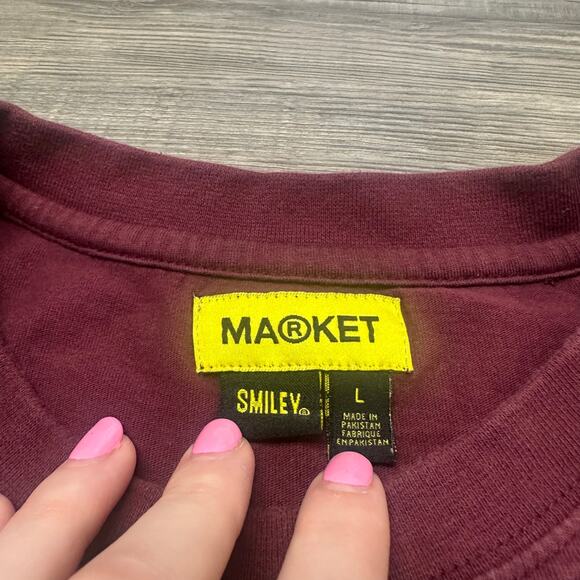 MA®KET
SMILEY®
L
MADE IN
PAKISTAN
FABRIQUE
EN PAKISTAN